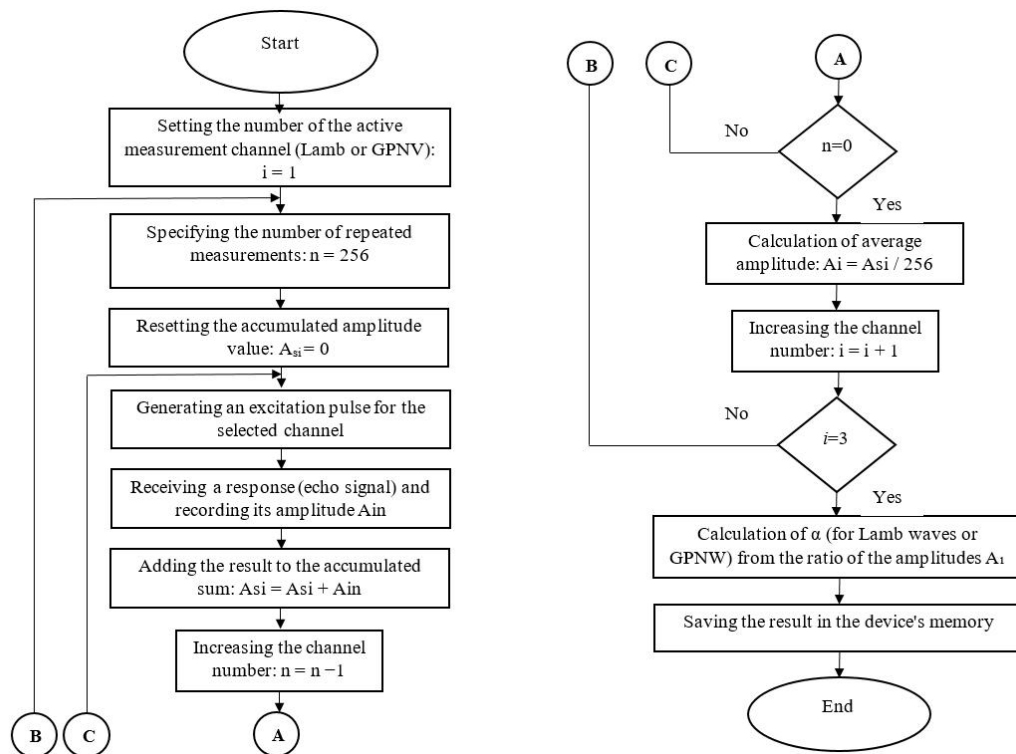 Start
Setting the number of the active
measurement channel (Lamb or GPNV):
i = 1
Specifying the number of repeated
measurements: n = 256
Resetting the accumulated amplitude
value: Asi = 0
Generating an excitation pulse for the
selected channel
Receiving a response (echo signal) and
recording its amplitude Ain
Adding the result to the accumulated
sum: Asi = Asi + Ain
Increasing the channel
number: n = n −1
B
C
A
B
C
A
No
n=0
Yes
Calculation of average
amplitude: Ai = Asi / 256
Increasing the channel
number: i = i + 1
No
i=3
Yes
Calculation of α (for Lamb waves or
GPNW) from the ratio of the amplitudes A₁
Saving the result in the device's memory
End